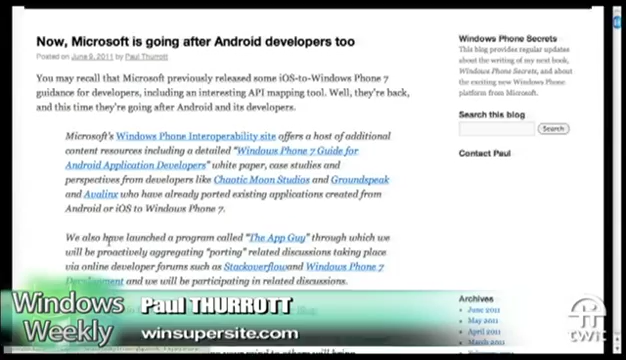 Now, Microsoft is going after Android developers too
Posted on June 9, 2011 by Paul Thurrott
You may recall that Microsoft previously released some iOS-to-Windows Phone 7
guidance for developers, including an interesting API mapping tool. Well, they're back,
and this time they're going after Android and its developers.
Microsoft's Windows Phone Interoperability site offers a host of additional
content resources including a detailed "Windows Phone 7 Guide for
Android Application Developers" white paper, case studies and
perspectives from developers like Chaotic Moon Studios and Groundspeak
and Avalinx who have already ported existing applications created from
Android or iOS to Windows Phone 7.
We also have launched a program called "The App Guy" through which we
will be proactively aggregating "porting" related discussions taking place
via online developer forums such as Stackoverflowand Windows Phone 7
Development and we will be participating in related discussions.
Windows Phone Secrets
This blog provides regular updates
about the writing of my next book,
Windows Phone Secrets, and about
the exciting new Windows Phone
platform from Microsoft.
Search this blog
Search
Contact Paul
Archives
June 2011
May 2011
April 2011
March 2011
Windows
Weekly
Paul THURROTT
winsupersite.com
twit